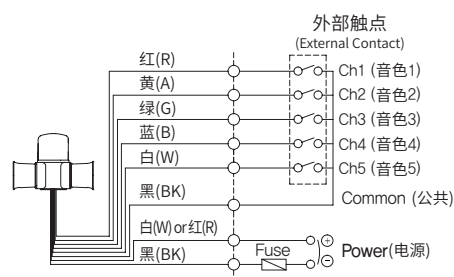 外部触点
(External Contact)
红(R)
Ch1 (音色1)
黄(A)
Ch2 (音色2)
绿(G)
Ch3 (音色3)
蓝(B)
Ch4 (音色4)
白(W)
Ch5 (音色5)
黑(BK)
Common (公共)
白(W) or 红(R)
Fuse
Power(电源)
黑(BK)